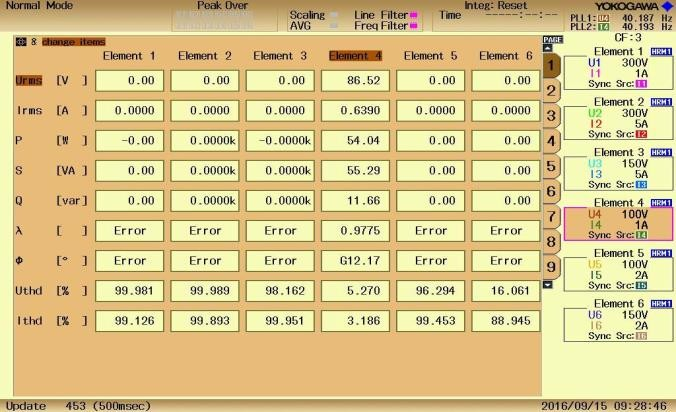 Normal Mode Peak Over Scaling Line Filter Time -----:--:-- Integ: Reset YOKOGAWA
AVG Freq Filter PLL1: U4 40.187 Hz
PLL2: I4 40.193 Hz
& change items PAGE CF:3
Element 1 Element 2 Element 3 Element 4 Element 5 Element 6
Urms [V ] 0.00 0.00 0.00 86.52 0.00 0.00
Irms [A ] 0.0000 0.0000 0.0000 0.6390 0.0000 0.0000
P [W ] -0.00 0.0000k -0.0000k 54.04 0.00 0.00
S [VA ] 0.00 0.0000k 0.0000k 55.29 0.00 0.00
Q [var] 0.00 0.0000k 0.0000k 11.66 0.00 0.00
λ [ ] Error Error Error 0.9775 Error Error
ϕ [° ] Error Error Error G12.17 Error Error
Uthd [% ] 99.981 99.989 98.162 5.270 96.294 16.061
Ithd [% ] 99.126 99.893 99.951 3.186 99.453 88.945
1
2
3
4
5
6
7
8
9
Element 1 HRM1
U1 300V
I1 1A
Sync Src: I1
Element 2 HRM1
U2 300V
I2 5A
Sync Src: I2
Element 3 HRM1
U3 150V
I3 5A
Sync Src: I3
Element 4 HRM1
U4 100V
I4 1A
Sync Src: I4
Element 5 HRM1
U5 100V
I5 2A
Sync Src: I5
Element 6 HRM1
U6 150V
I6 2A
Sync Src: I6
Update 453 (500msec) 2016/09/15 09:28:46